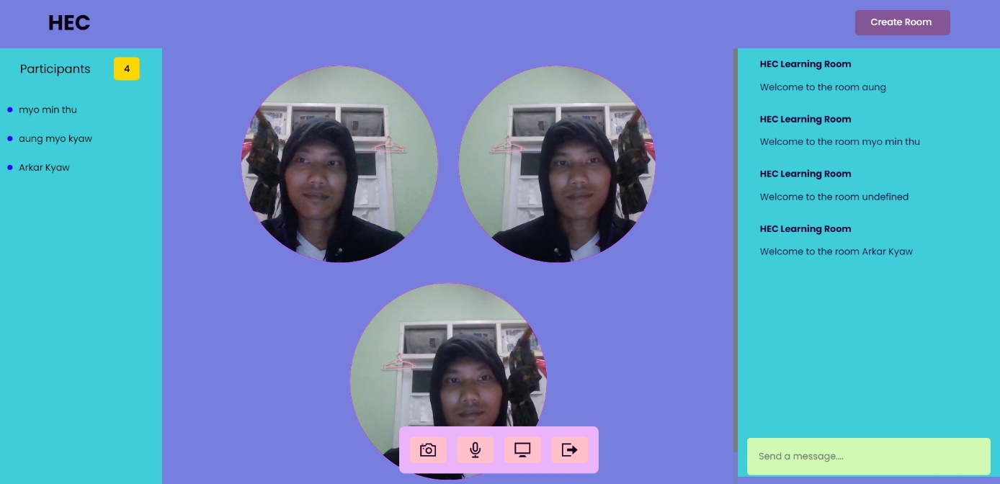 HEC
Create Room
Participants
4
myo min thu
aung myo kyaw
Arkar Kyaw
HEC Learning Room
Welcome to the room aung
HEC Learning Room
Welcome to the room myo min thu
HEC Learning Room
Welcome to the room undefined
HEC Learning Room
Welcome to the room Arkar Kyaw
Send a message....